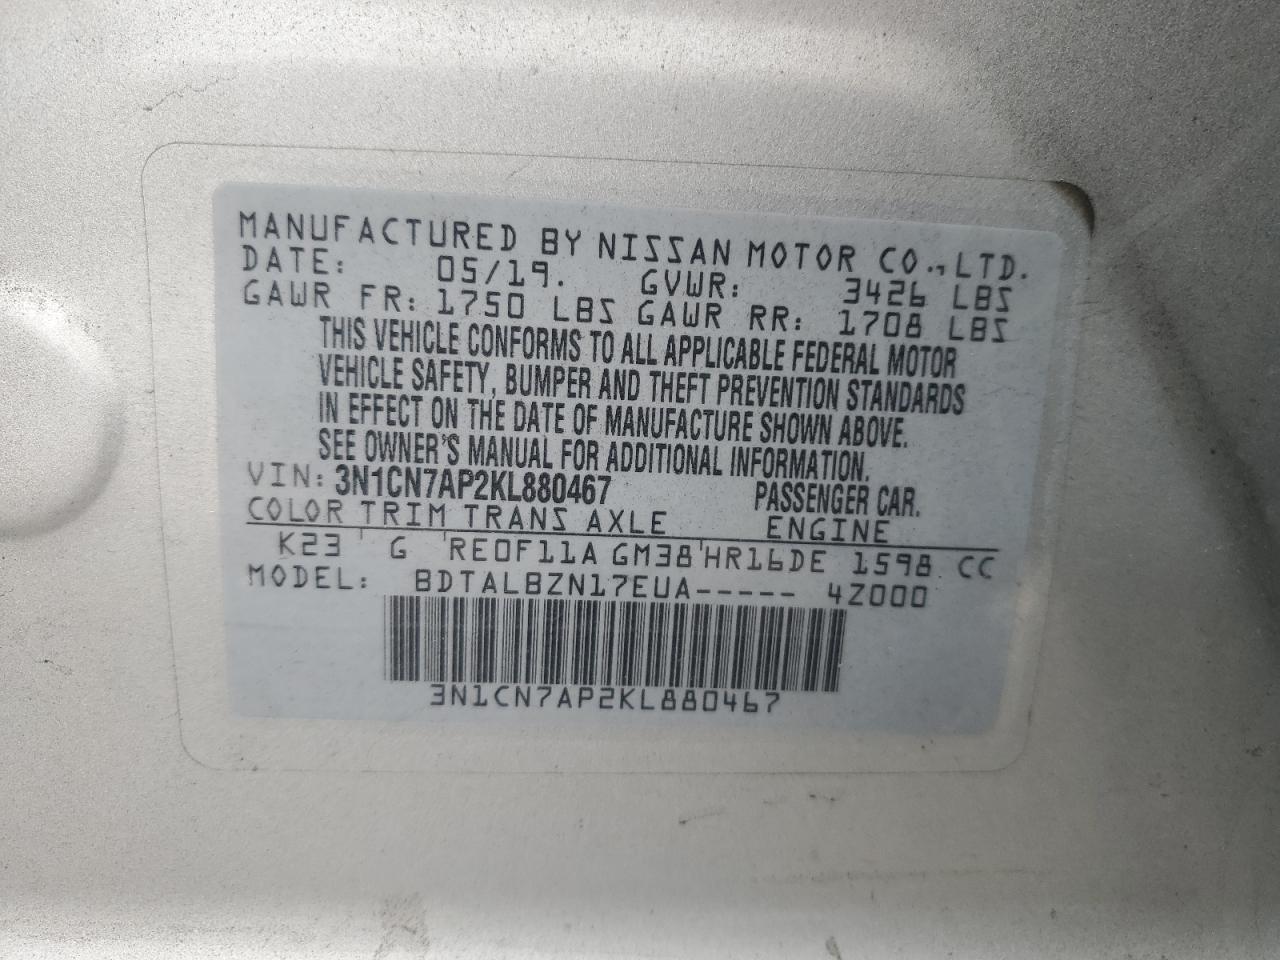 MANUFACTURED BY NISSAN MOTOR CO., LTD.
DATE: 05/19. GVWR: 3426 LBS
GAWR FR: 1750 LBS GAWR RR: 1708 LBS
THIS VEHICLE CONFORMS TO ALL APPLICABLE FEDERAL MOTOR
VEHICLE SAFETY, BUMPER AND THEFT PREVENTION STANDARDS
IN EFFECT ON THE DATE OF MANUFACTURE SHOWN ABOVE.
SEE OWNER'S MANUAL FOR ADDITIONAL INFORMATION.
VIN: 3N1CN7AP2KL880467 PASSENGER CAR.
COLOR TRIM TRANS AXLE ENGINE
K23 G RE0F11A GM38 HR16DE 1598 CC
MODEL: BDTALBZN17EUA----- 4Z000
3N1CN7AP2KL880467